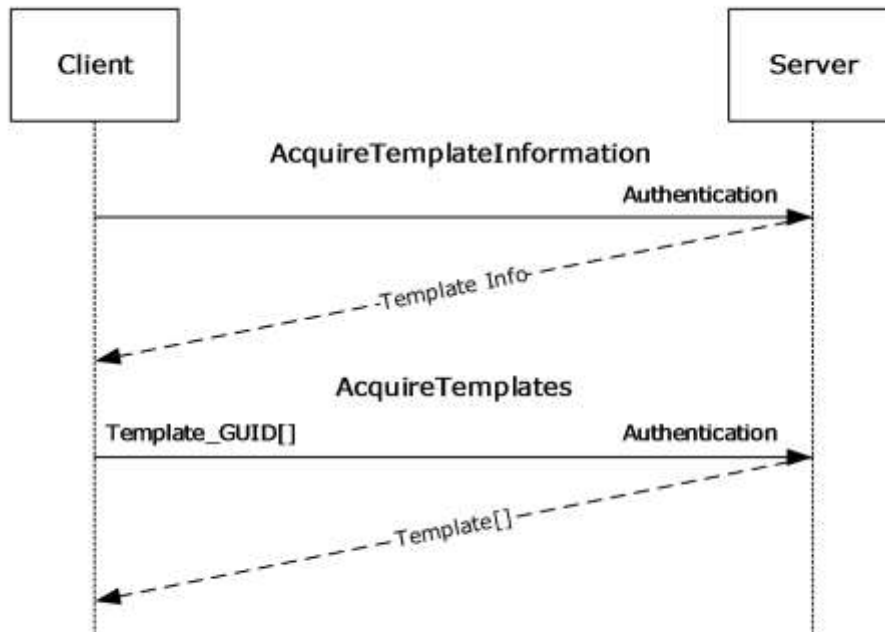 Client
Server
AcquireTemplateInformation
Authentication
Template Info
AcquireTemplates
Template_GUID[]
Authentication
Template[]